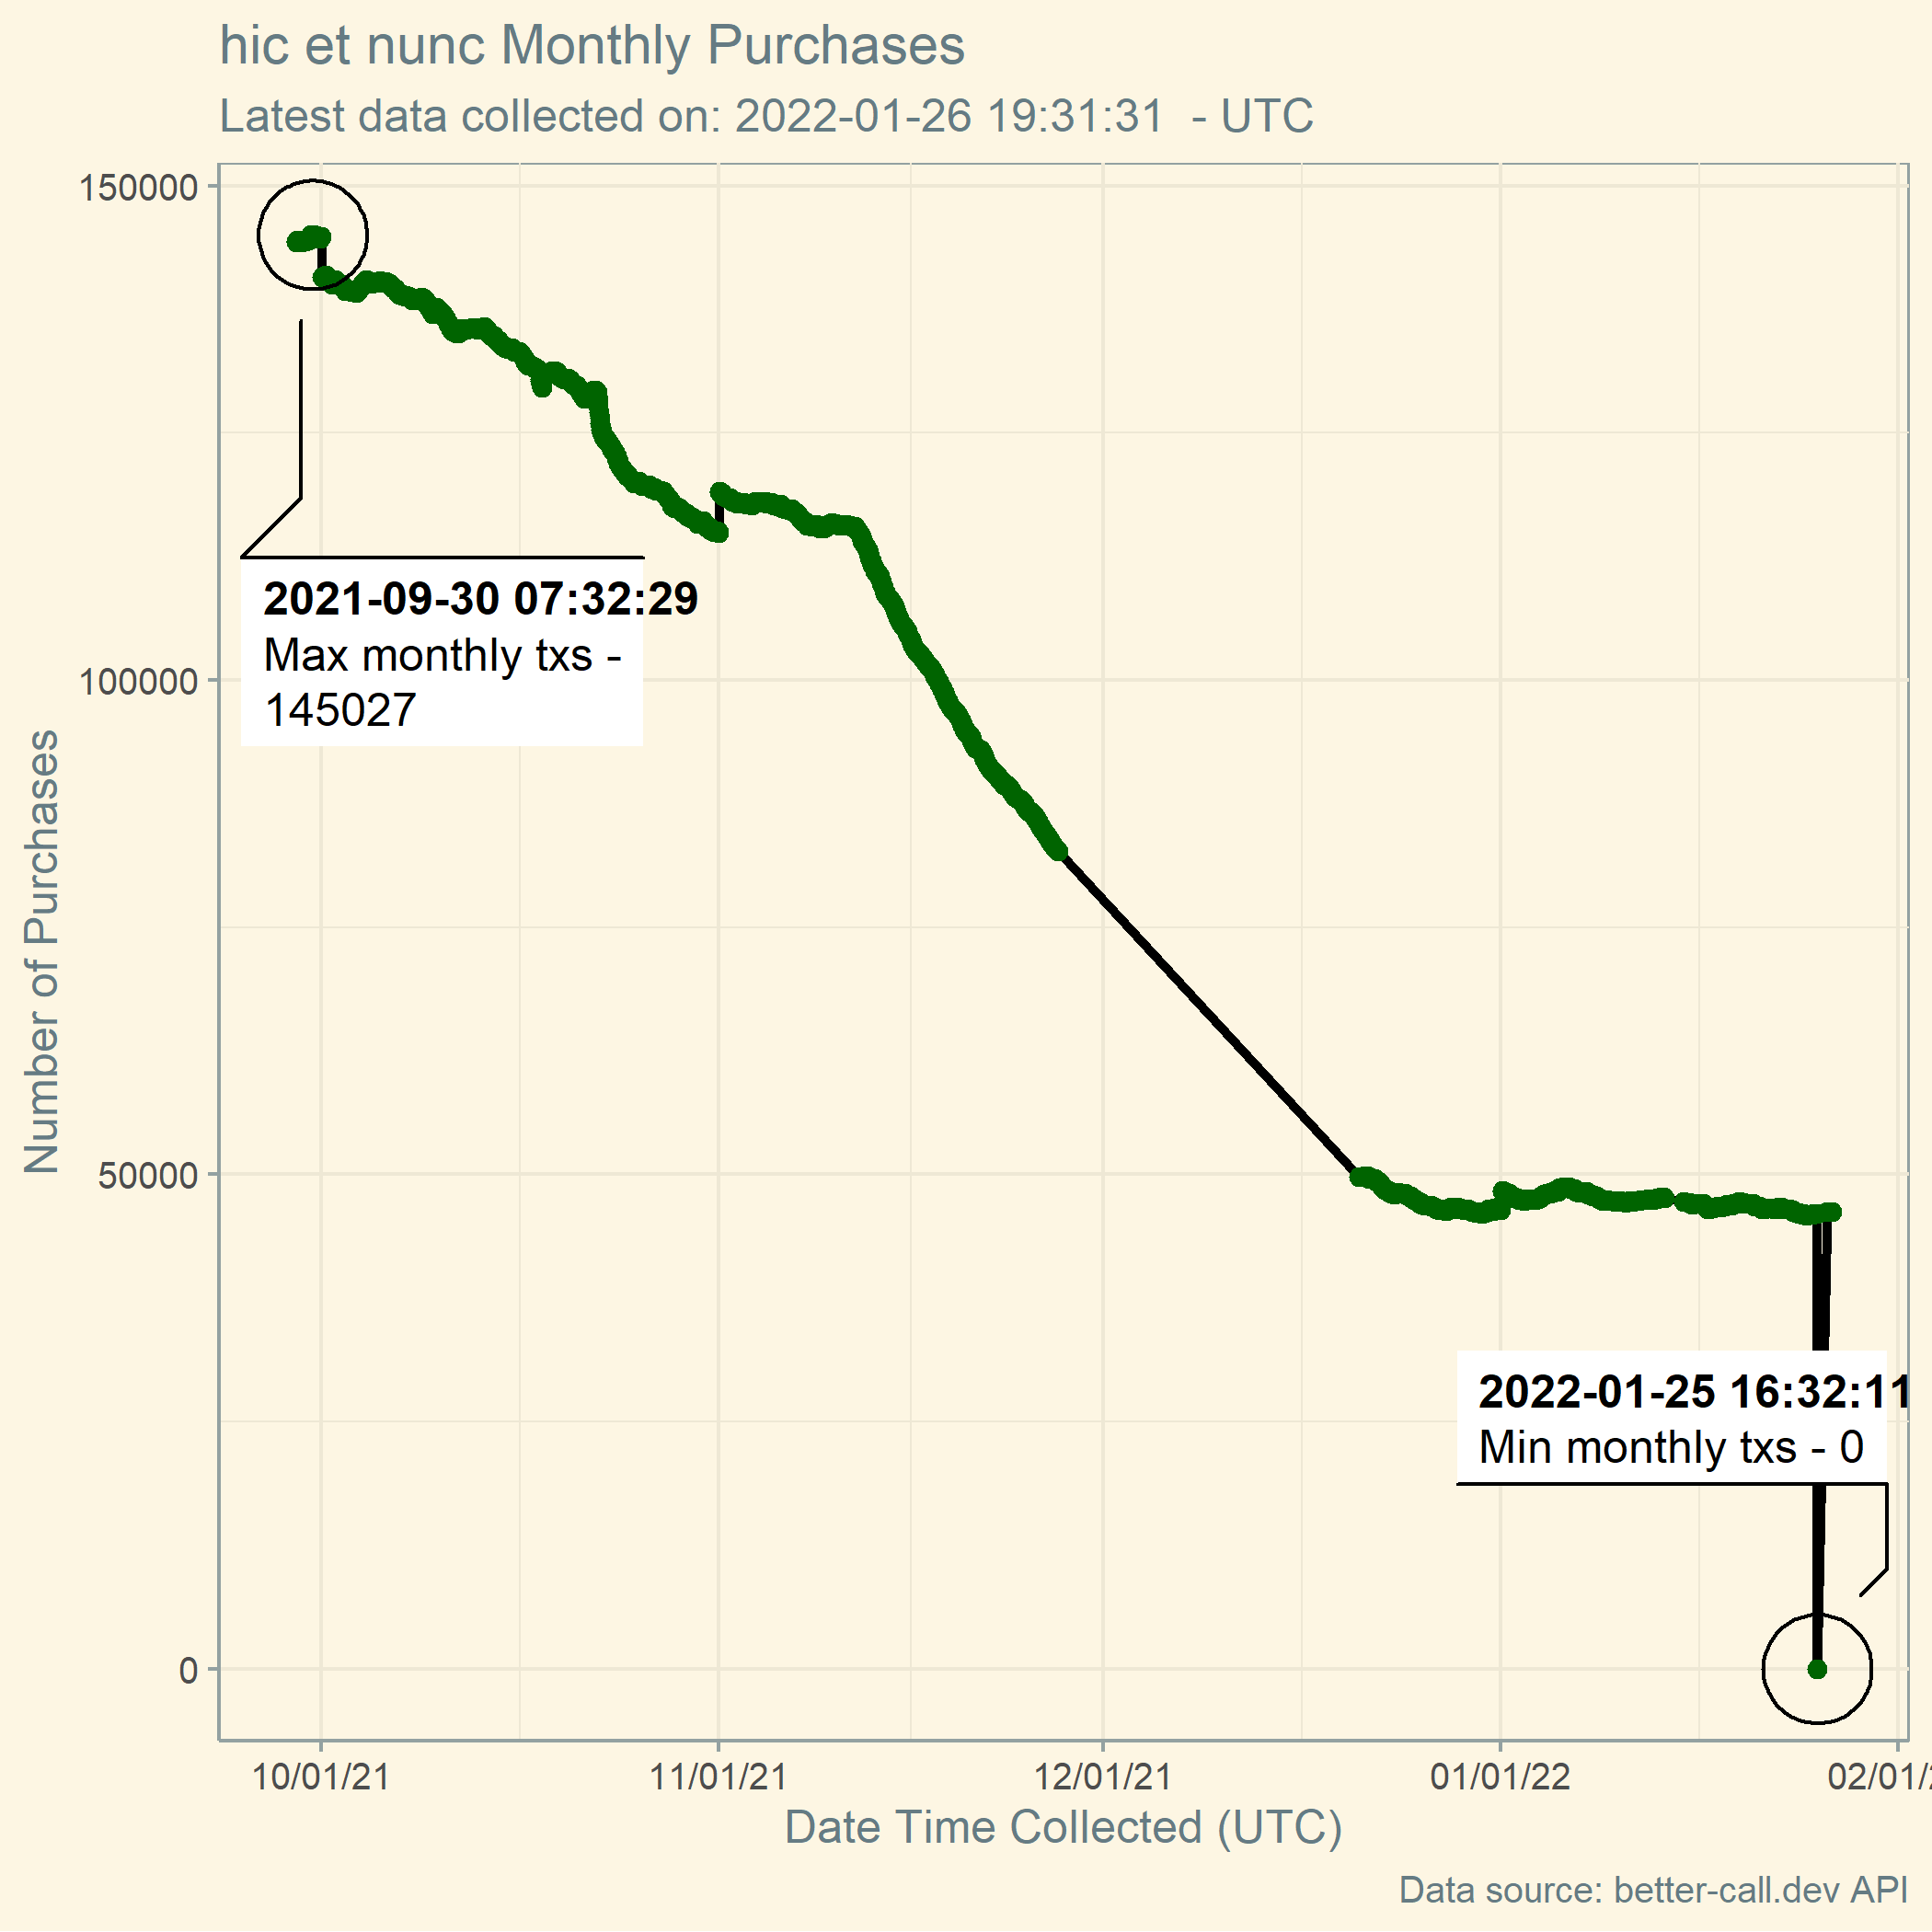 hic et nunc Monthly Purchases
Latest data collected on: 2022-01-26 19:31:31 - UTC
150000
100000
50000
0
Number of Purchases
2021-09-30 07:32:29
Max monthly txs -
145027
2022-01-25 16:32:11
Min monthly txs - 0
10/01/21
11/01/21
12/01/21
01/01/22
Date Time Collected (UTC)
Data source: better-call.dev API